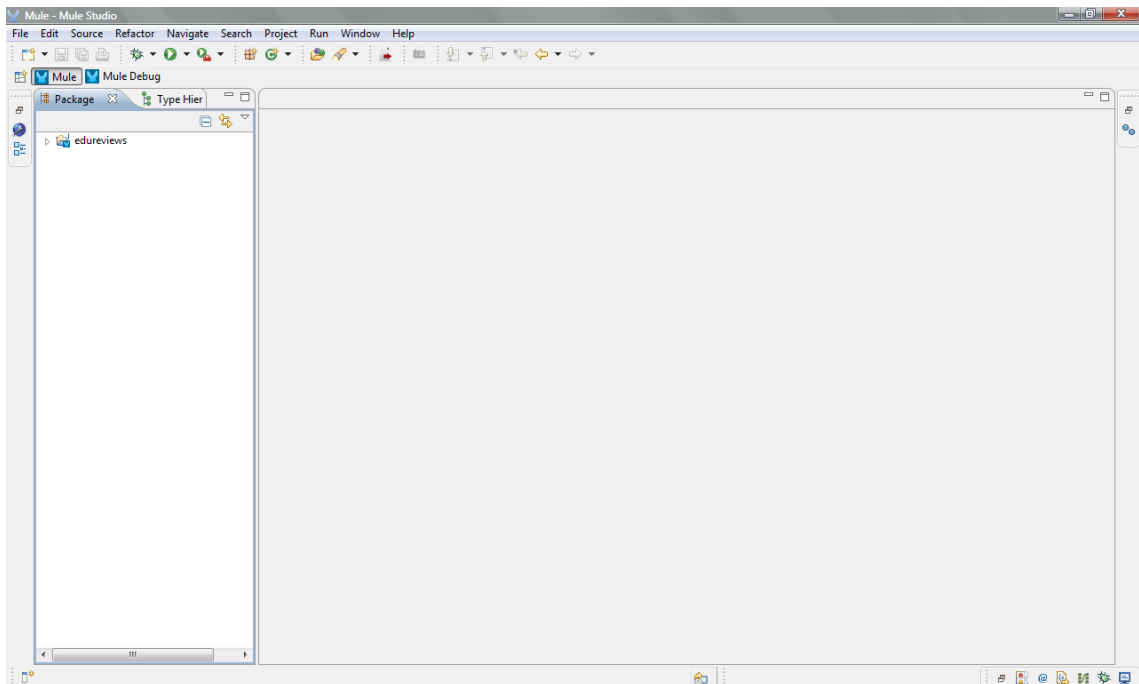 Mule - Mule Studio
File Edit Source Refactor Navigate Search Project Run Window Help
Mule Mule Debug
Package Type Hier
edureviews